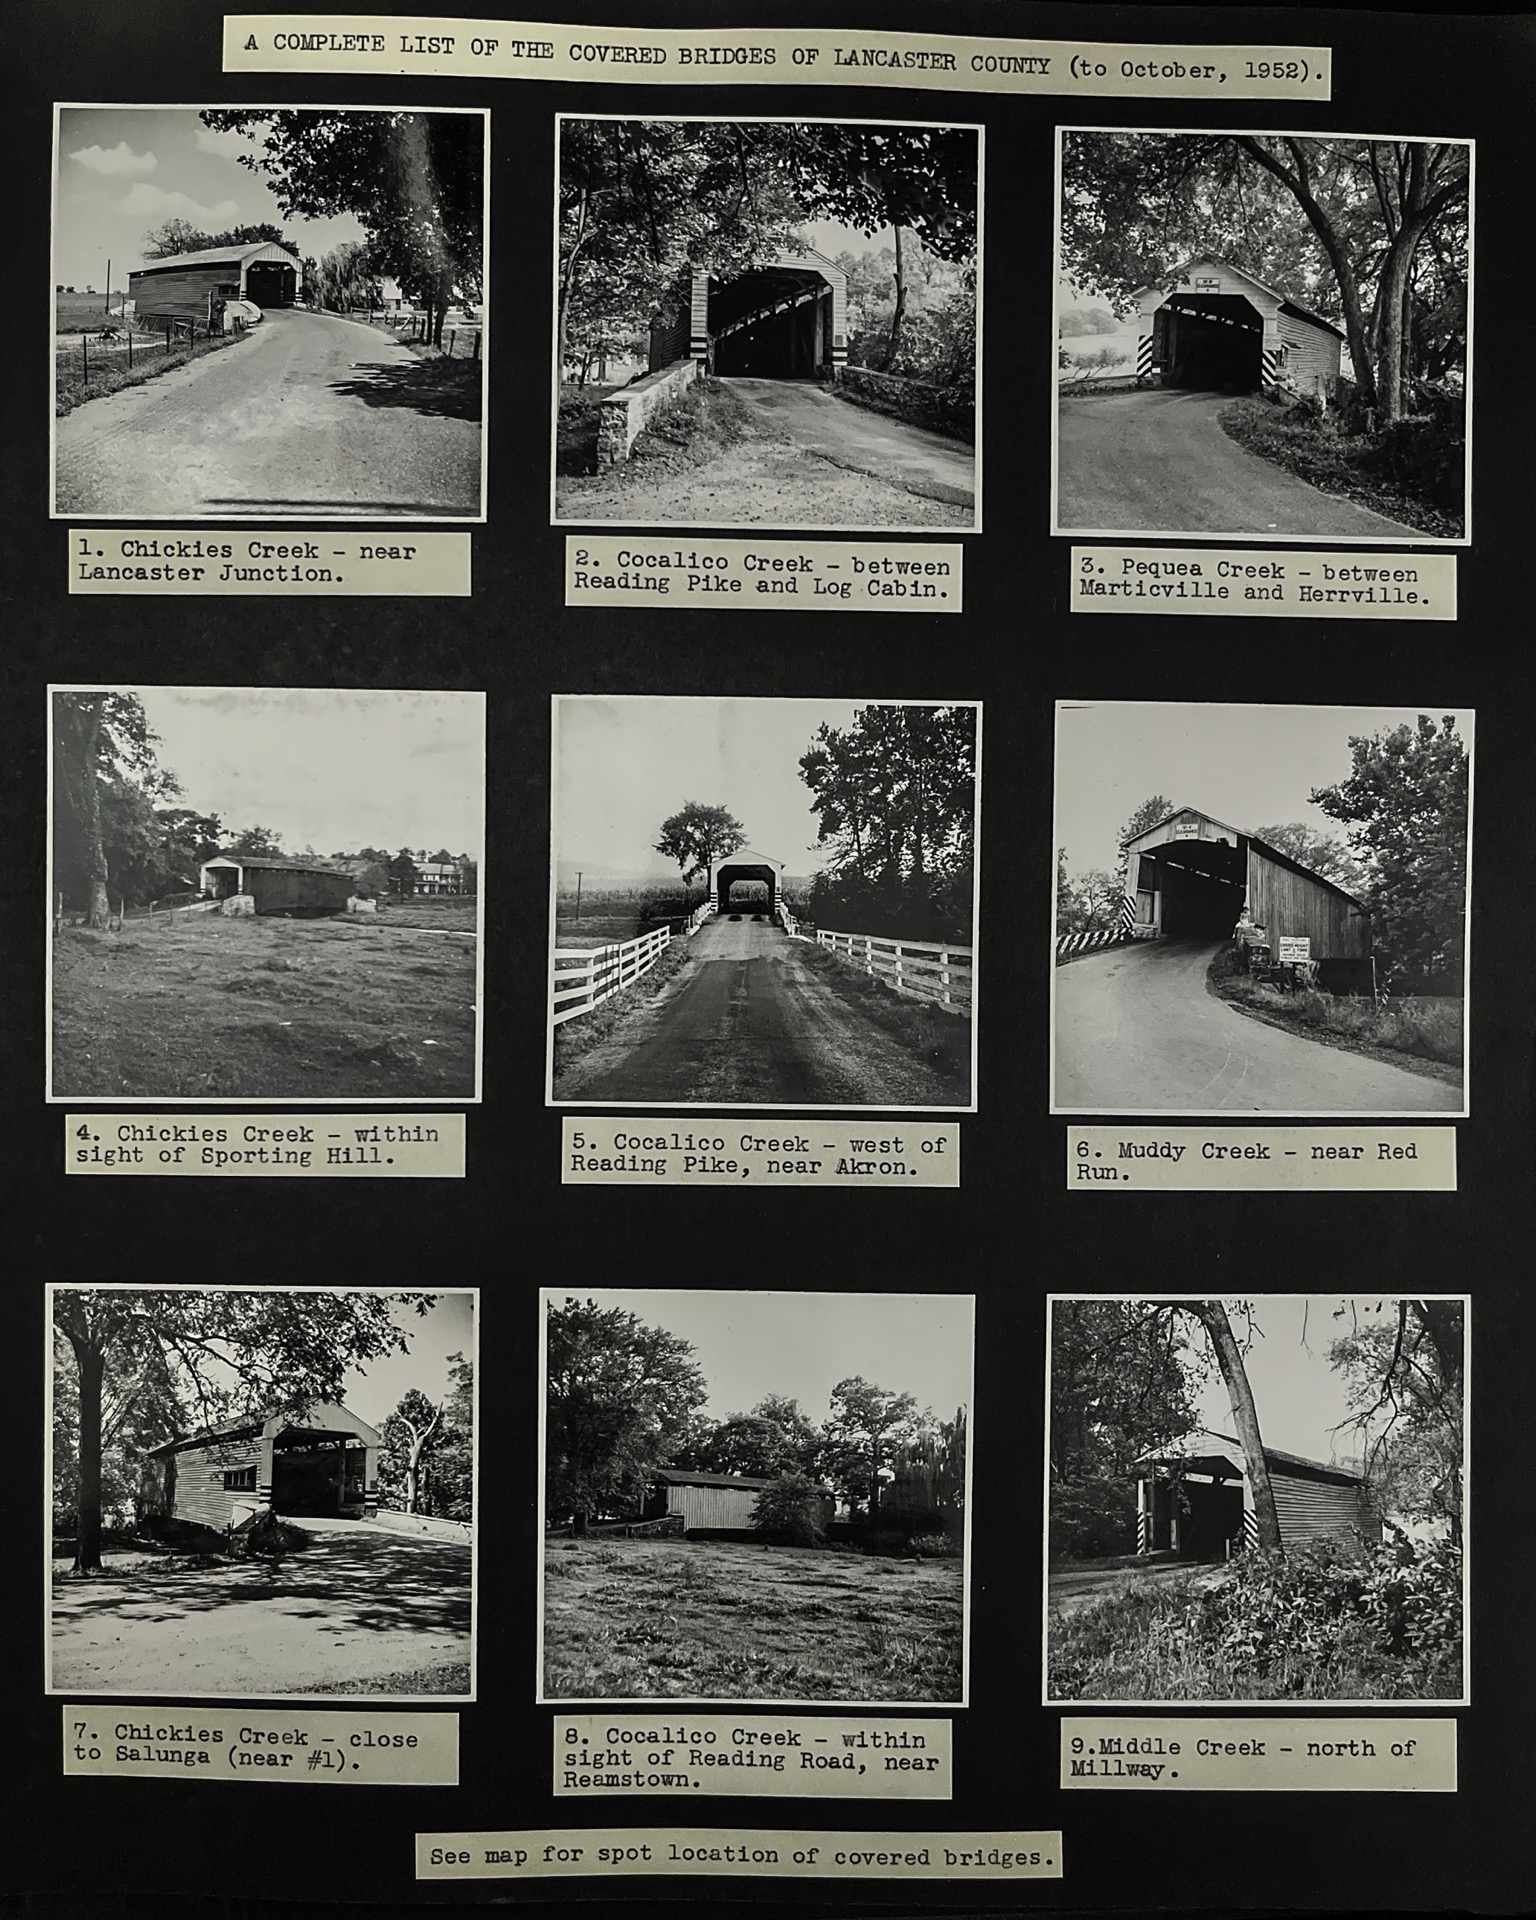 A COMPLETE LIST OF THE COVERED BRIDGES OF LANCASTER COUNTY (to October, 1952).
1. Chickies Creek - near
Lancaster Junction.
2. Cocalico Creek - between
Reading Pike and Log Cabin.
3. Pequea Creek - between
Marticville and Herrville.
4. Chickies Creek - within
sight of Sporting Hill.
5. Cocalico Creek - west of
Reading Pike, near Akron.
6. Muddy Creek - near Red
Run.
7. Chickies Creek - close
to Salunga (near #1).
8. Cocalico Creek - within
sight of Reading Road, near
Reamstown.
9.Middle Creek - north of
Millway.
See map for spot location of covered bridges.